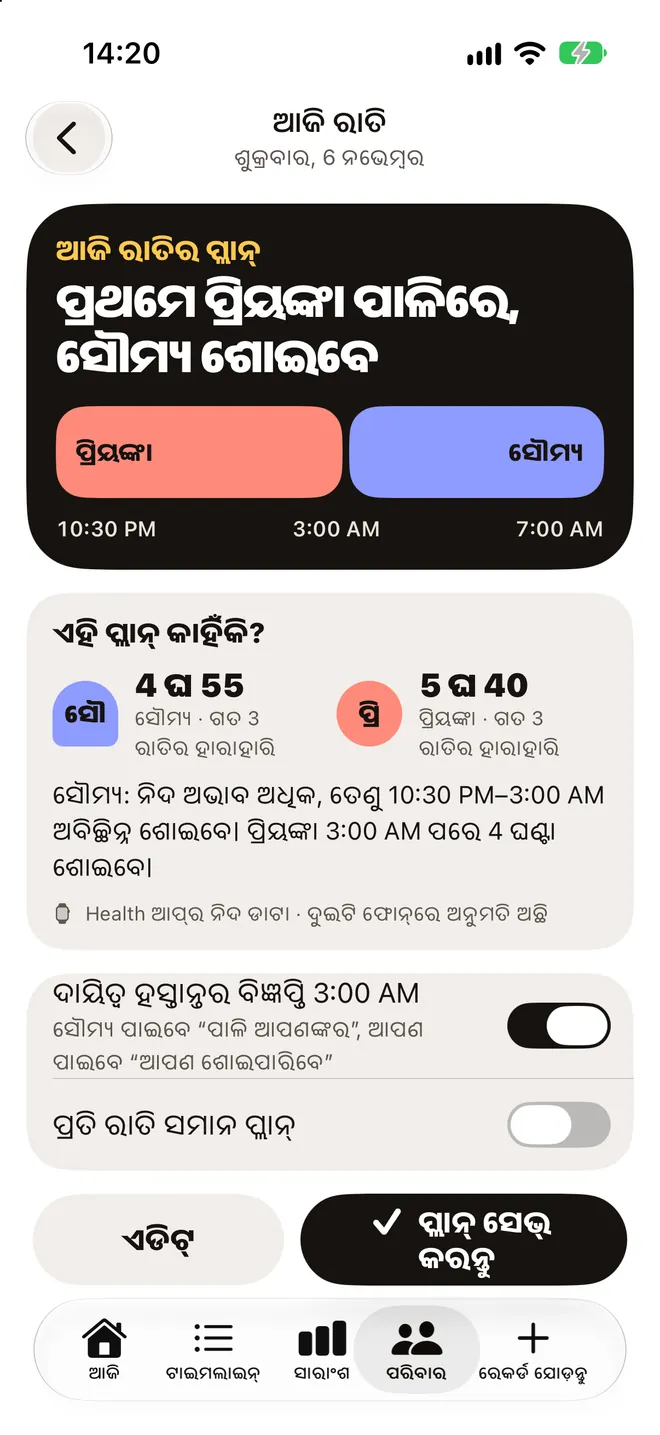 14:20
ଆଜି ରାତି
ଶୁକ୍ରବାର, 6 ନଭେମ୍ବର
ଆଜି ରାତିର ପ୍ଲାନ୍
ପ୍ରଥମେ ପ୍ରିୟଙ୍କା ପାଳିରେ,
ସୌମ୍ୟ ଶୋଇବେ
ପ୍ରିୟଙ୍କା
ସୌମ୍ୟ
10:30 PM
3:00 AM
7:00 AM
ଏହି ପ୍ଲାନ୍ କାହିଁକି?
ସୌ
4 ଘ 55
ସୌମ୍ୟ · ଗତ 3
ରାତିର ହାରାହାରି
ପ୍ରି
5 ଘ 40
ପ୍ରିୟଙ୍କା · ଗତ 3
ରାତିର ହାରାହାରି
ସୌମ୍ୟ: ନିଦ ଅଭାବ ଅଧିକ, ତେଣୁ 10:30 PM–3:00 AM
ଅବିଚ୍ଛିନ୍ନ ଶୋଇବେ। ପ୍ରିୟଙ୍କା 3:00 AM ପରେ 4 ଘଣ୍ଟା
ଶୋଇବେ।
Health ଆପ୍‌ର ନିଦ ଡାଟା · ଦୁଇଟି ଫୋନ୍‌ରେ ଅନୁମତି ଅଛି
ଦାୟିତ୍ୱ ହସ୍ତାନ୍ତର ବିଜ୍ଞପ୍ତି 3:00 AM
ସୌମ୍ୟ ପାଇବେ “ପାଳି ଆପଣଙ୍କର”, ଆପଣ
ପାଇବେ “ଆପଣ ଶୋଇପାରିବେ”
ପ୍ରତି ରାତି ସମାନ ପ୍ଲାନ୍
ଏଡିଟ୍
ପ୍ଲାନ୍ ସେଭ୍
କରନ୍ତୁ
ଆଜି
ଟାଇମଲାଇନ୍
ସାରାଂଶ
ପରିବାର
ରେକର୍ଡ ଯୋଡ଼ନ୍ତୁ